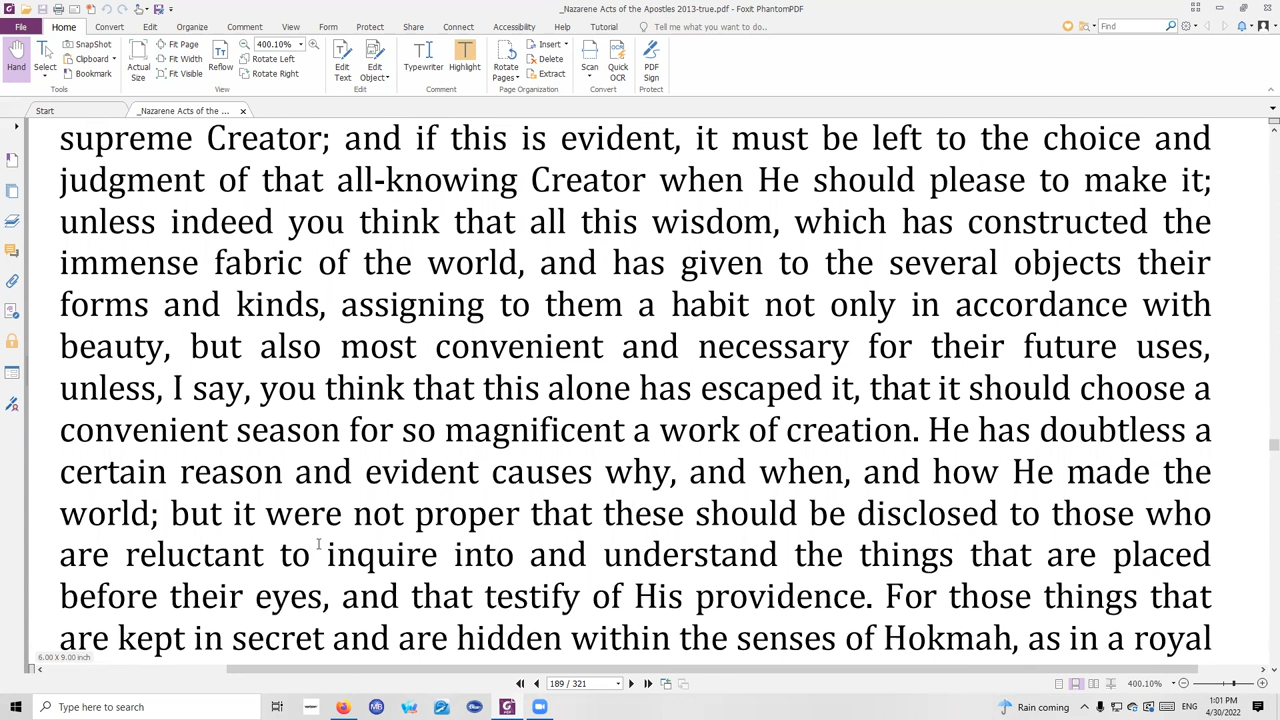 _Nazarene Acts of the Apostles 2013-true.pdf - Foxit PhantomPDF
File Home Convert Edit Organize Comment View Form Protect Share Connect Accessibility Help Tutorial Tell me what you want to do... Find
Hand Select SnapShot Clipboard Bookmark Actual Size Fit Page Fit Width Fit Visible Reflow 400.10% Rotate Left Rotate Right Edit Text Edit Object Typewriter Highlight Rotate Pages Insert Delete Extract Scan Quick OCR PDF Sign
Tools View Edit Comment Page Organization Convert Protect
Start _Nazarene Acts of the ...
supreme Creator; and if this is evident, it must be left to the choice and
judgment of that all-knowing Creator when He should please to make it;
unless indeed you think that all this wisdom, which has constructed the
immense fabric of the world, and has given to the several objects their
forms and kinds, assigning to them a habit not only in accordance with
beauty, but also most convenient and necessary for their future uses,
unless, I say, you think that this alone has escaped it, that it should choose a
convenient season for so magnificent a work of creation. He has doubtless a
certain reason and evident causes why, and when, and how He made the
world; but it were not proper that these should be disclosed to those who
are reluctant to inquire into and understand the things that are placed
before their eyes, and that testify of His providence. For those things that
are kept in secret and are hidden within the senses of Hokmah, as in a royal
6.00 X 9.00 inch
189 / 321 400.10%
Type here to search Rain coming ENG 1:01 PM
4/30/2022